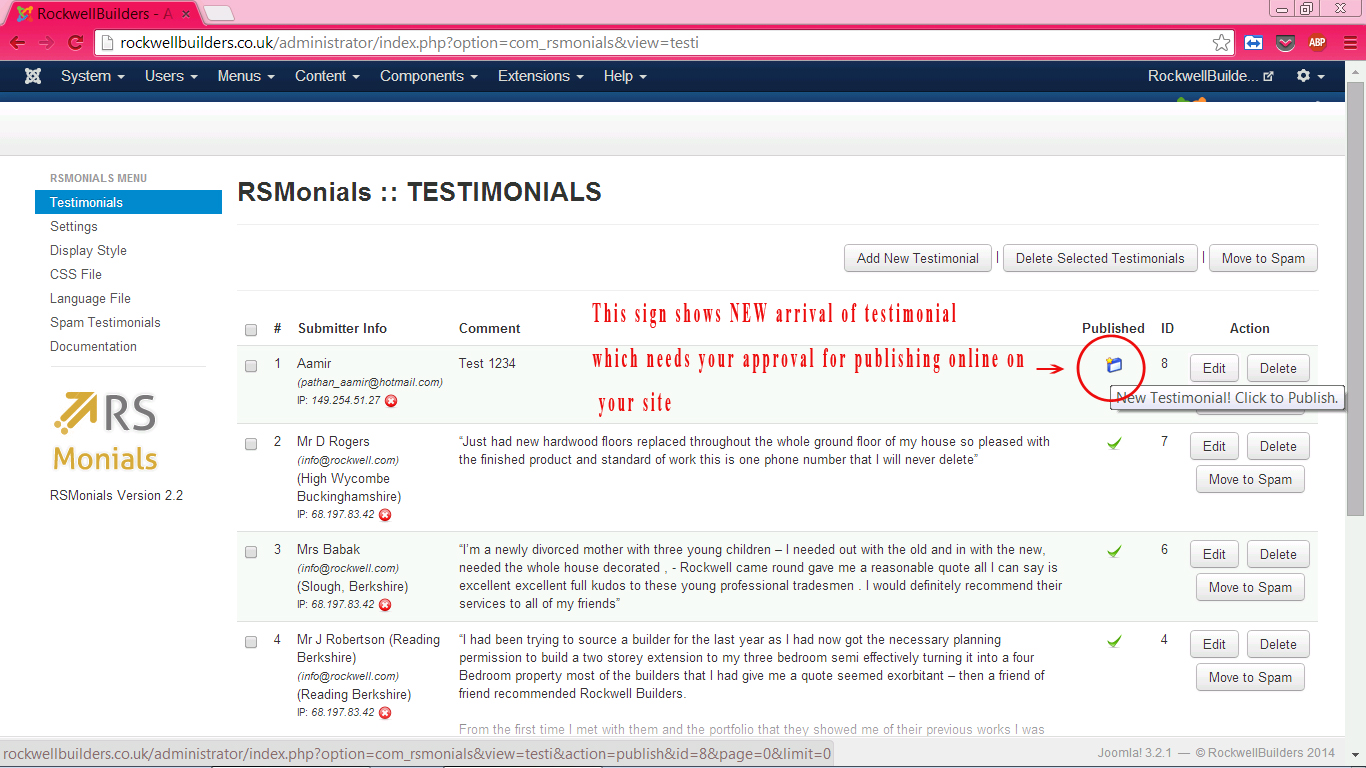 RockwellBuilders - A
rockwellbuilders.co.uk/administrator/index.php?option=com_rsmonials&view=testi
ABP
System Users Menus Content Components Extensions Help RockwellBuilde...
RSMONIALS MENU
Testimonials
Settings
Display Style
CSS File
Language File
Spam Testimonials
Documentation
RS
Monials
RSMonials Version 2.2
RSMonials :: TESTIMONIALS
Add New Testimonial | Delete Selected Testimonials | Move to Spam
This sign shows NEW arrival of testimonial
which needs your approval for publishing online on
your site
# Submitter Info Comment Published ID Action
1 Aamir Test 1234 8 Edit Delete
(pathan_aamir@hotmail.com)
IP: 149.254.51.27
New Testimonial! Click to Publish.
2 Mr D Rogers “Just had new hardwood floors replaced throughout the whole ground floor of my house so pleased with 7 Edit Delete
(info@rockwell.com) the finished product and standard of work this is one phone number that I will never delete”
(High Wycombe Move to Spam
Buckinghamshire)
IP: 68.197.83.42
3 Mrs Babak “I'm a newly divorced mother with three young children – I needed out with the old and in with the new, 6 Edit Delete
(info@rockwell.com) needed the whole house decorated , - Rockwell came round gave me a reasonable quote all I can say is
(Slough, Berkshire) excellent excellent full kudos to these young professional tradesmen . I would definitely recommend their Move to Spam
IP: 68.197.83.42 services to all of my friends”
4 Mr J Robertson (Reading “I had been trying to source a builder for the last year as I had now got the necessary planning 4 Edit Delete
Berkshire) permission to build a two storey extension to my three bedroom semi effectively turning it into a four
(info@rockwell.com) Bedroom property most of the builders that I had give me a quote seemed exorbitant – then a friend of Move to Spam
(Reading Berkshire) friend recommended Rockwell Builders.
IP: 68.197.83.42
From the first time I met with them and the portfolio that they showed me of their previous works I was
rockwellbuilders.co.uk/administrator/index.php?option=com_rsmonials&view=testi&action=publish&id=8&page=0&limit=0
Joomla! 3.2.1 — © RockwellBuilders 2014